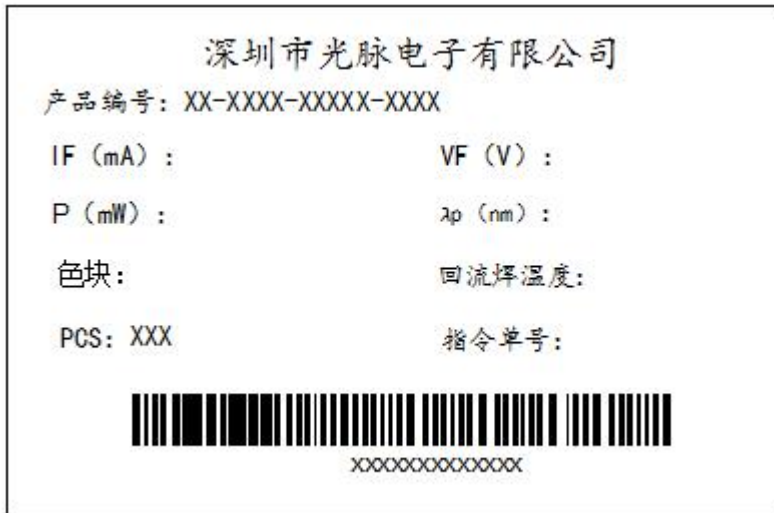 深圳市光脉电子有限公司
产品编号：XX-XXXX-XXXXX-XXXX
IF（mA）： VF（V）：
P（mW）： λp（nm）：
色块： 回流焊温度：
PCS：XXX 指令单号：
XXXXXXXXXXXXX